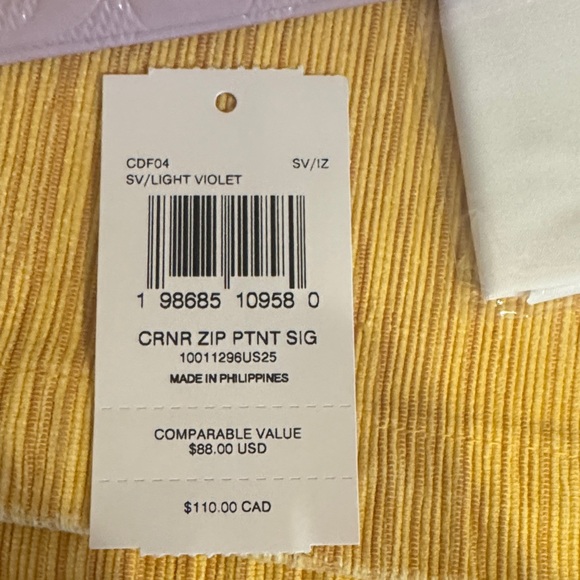 CDF04 SV/IZ
SV/LIGHT VIOLET
1 98685 10958 0
CRNR ZIP PTNT SIG
10011296US25
MADE IN PHILIPPINES
COMPARABLE VALUE
$88.00 USD
$110.00 CAD